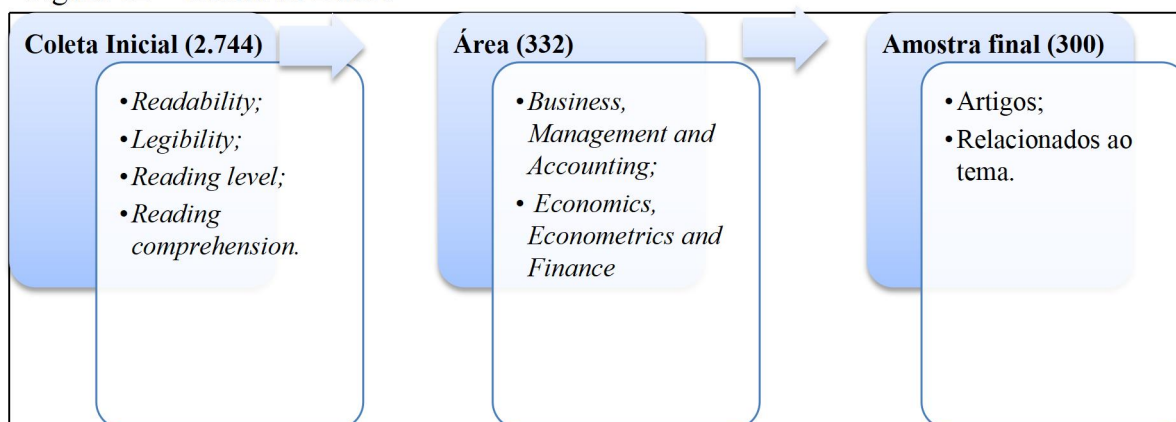 Coleta Inicial (2.744)
•Readability;
•Legibility;
•Reading level;
•Reading
comprehension.
Área (332)
•Business,
Management and
Accounting;
• Economics,
Econometrics and
Finance
Amostra final (300)
•Artigos;
•Relacionados ao
tema.